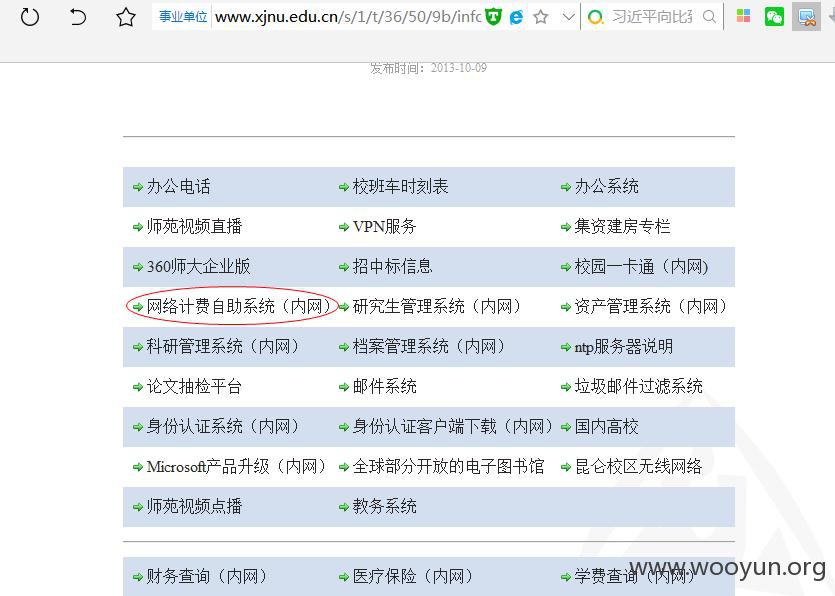 事业单位 www.xjnu.edu.cn/s/1/t/36/50/9b/infc 习近平向比
发布时间：2013-10-09
办公电话 校班车时刻表 办公系统
师苑视频直播 VPN服务 集资建房专栏
360师大企业版 招中标信息 校园一卡通（内网）
网络计费自助系统（内网） 研究生管理系统（内网） 资产管理系统（内网）
科研管理系统（内网） 档案管理系统（内网） ntp服务器说明
论文抽检平台 邮件系统 垃圾邮件过滤系统
身份认证系统（内网） 身份认证客户端下载（内网） 国内高校
Microsoft产品升级（内网） 全球部分开放的电子图书馆 昆仑校区无线网络
师苑视频点播 教务系统
财务查询（内网） 医疗保险（内网） 学费查询（内网）
www.wooyun.org